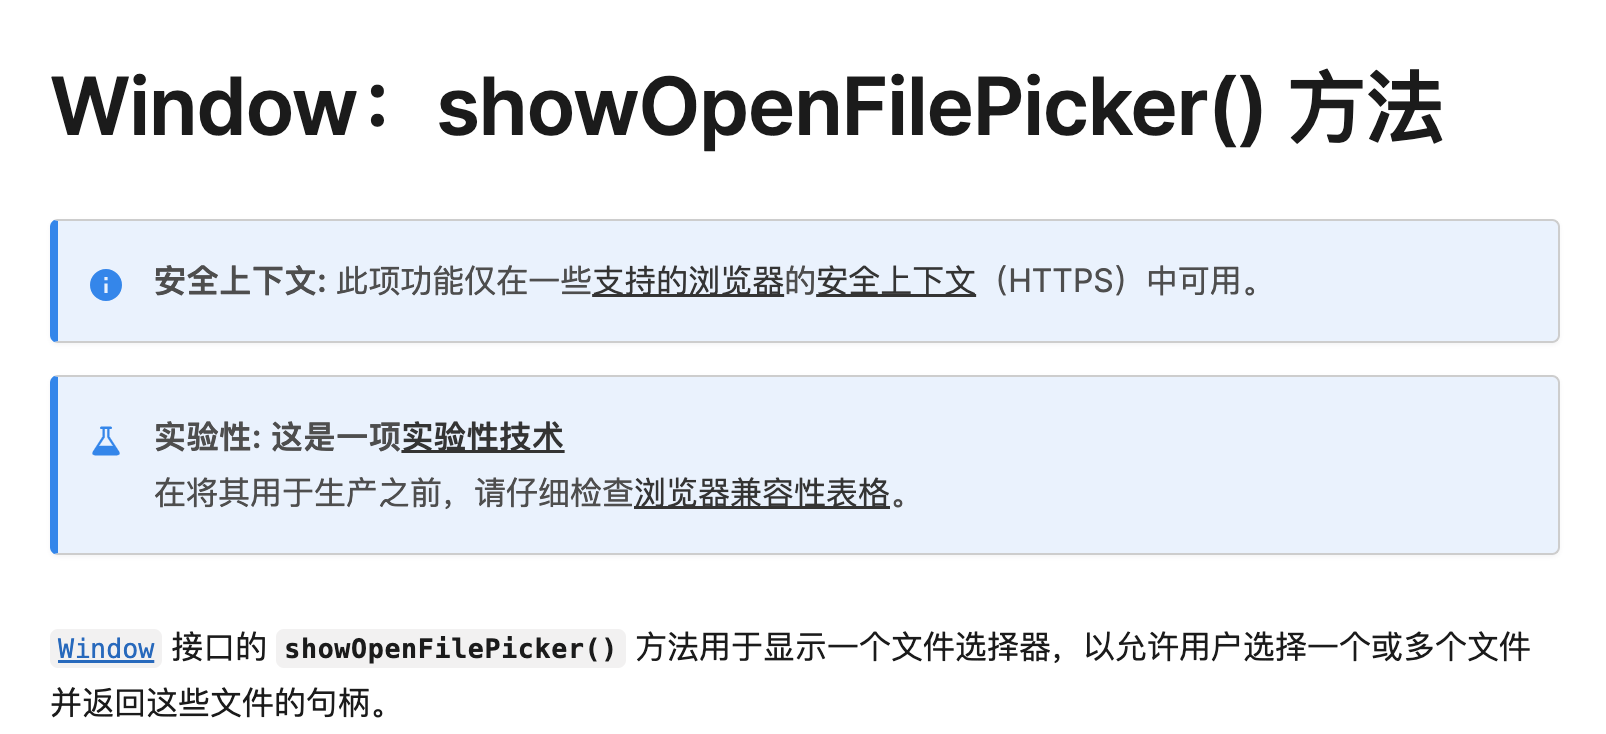 Window：showOpenFilePicker() 方法
安全上下文: 此项功能仅在一些支持的浏览器的安全上下文（HTTPS）中可用。
实验性: 这是一项实验性技术
在将其用于生产之前，请仔细检查浏览器兼容性表格。
Window 接口的 showOpenFilePicker() 方法用于显示一个文件选择器，以允许用户选择一个或多个文件
并返回这些文件的句柄。